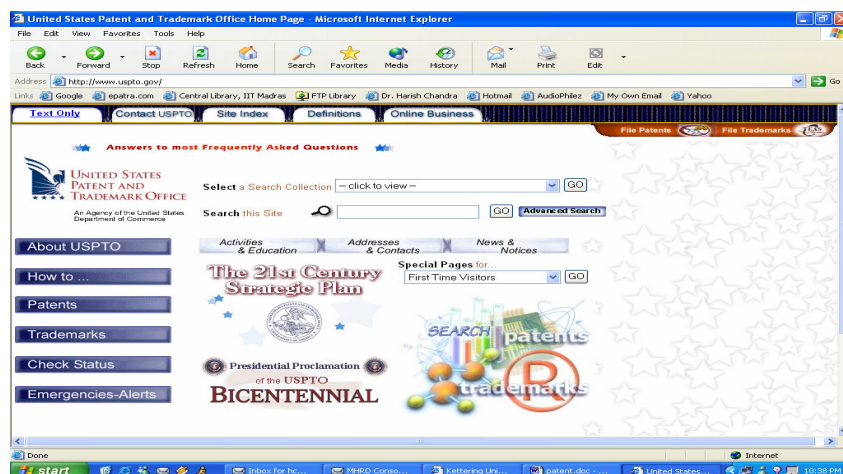 United States Patent and Trademark Office Home Page - Microsoft Internet Explorer
File Edit View Favorites Tools Help
Back Forward Stop Refresh Home Search Favorites Media History Mail Print Edit
Address http://www.uspto.gov/ Go
Links Google epatra.com Central Library, IIT Madras FTP Library Dr. Harish Chandra Hotmail AudioPhilez My Own Email Yahoo
Text Only Contact USPTO Site Index Definitions Online Business
File Patents File Trademarks
Answers to most Frequently Asked Questions
UNITED STATES
PATENT AND
TRADEMARK OFFICE
An Agency of the United States
Department of Commerce
Select a Search Collection -- click to view -- GO
Search this Site GO Advanced Search
About USPTO
How to ...
Patents
Trademarks
Check Status
Emergencies-Alerts
Activities
& Education
Addresses
& Contacts
News &
Notices
The 21st Century
Strategic Plan
Special Pages for...
First Time Visitors GO
SEARCH patents
R
trademarks
Presidential Proclamation
of the USPTO
BICENTENNIAL
Done Internet
start Inbox for hc... MHRD Conso... Kettering Uni... patent.doc - ... United States... 10:38 PM